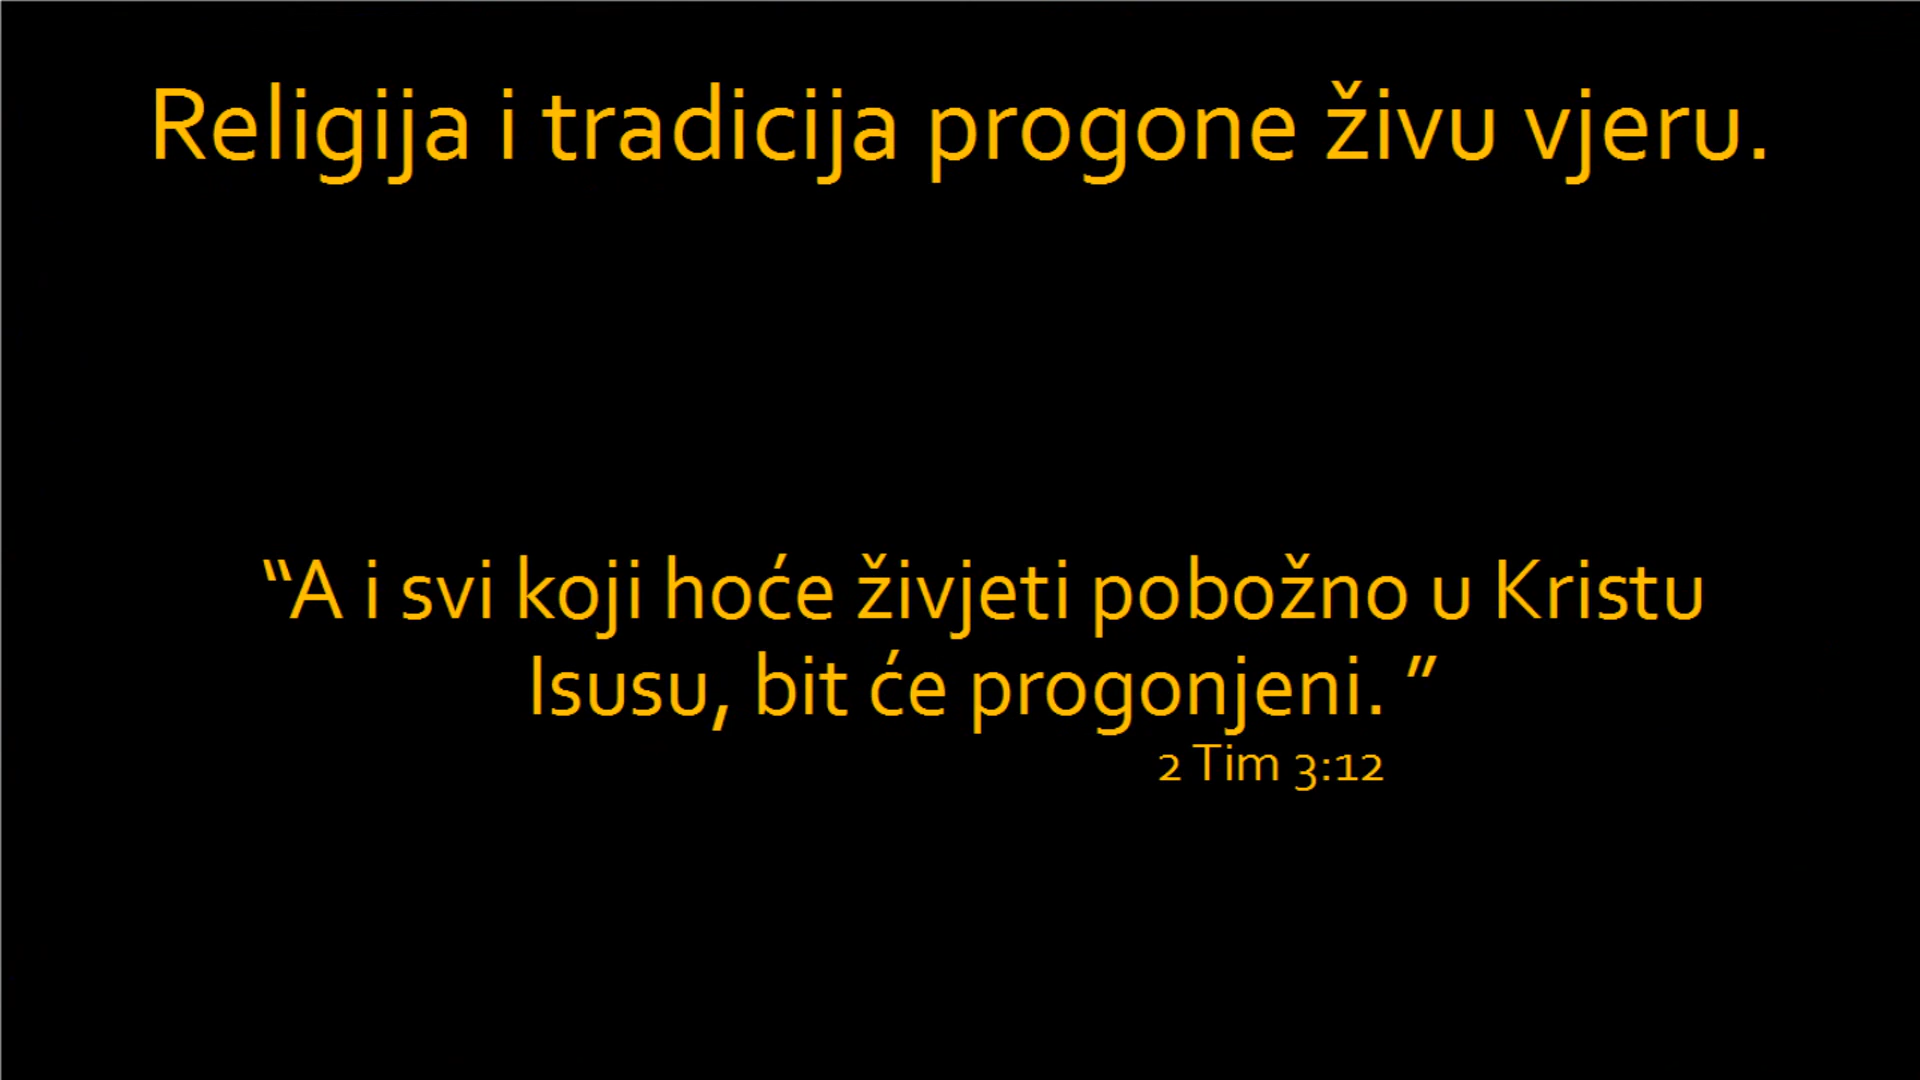 Religija i tradicija progone živu vjeru.
“A i svi koji hoće živjeti pobožno u Kristu
Isusu, bit će progonjeni. ”
2 Tim 3:12